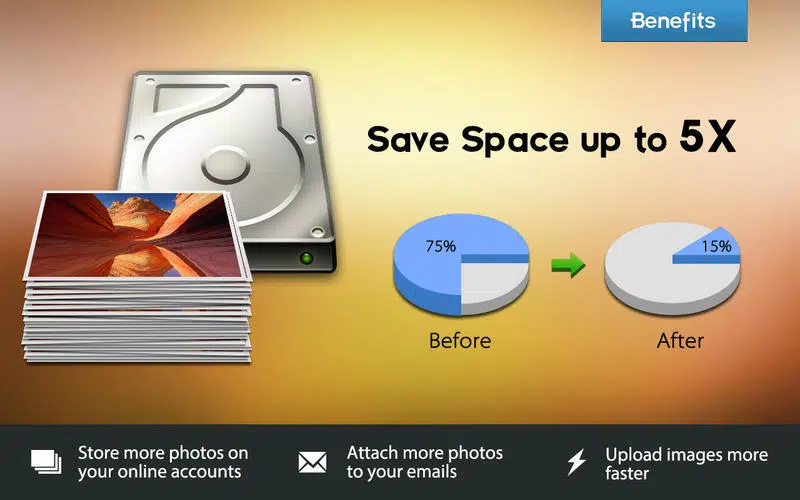 Benefits
Save Space up to 5X
75%
15%
Before
After
Store more photos on
your online accounts
Attach more photos
to your emails
Upload images more
faster